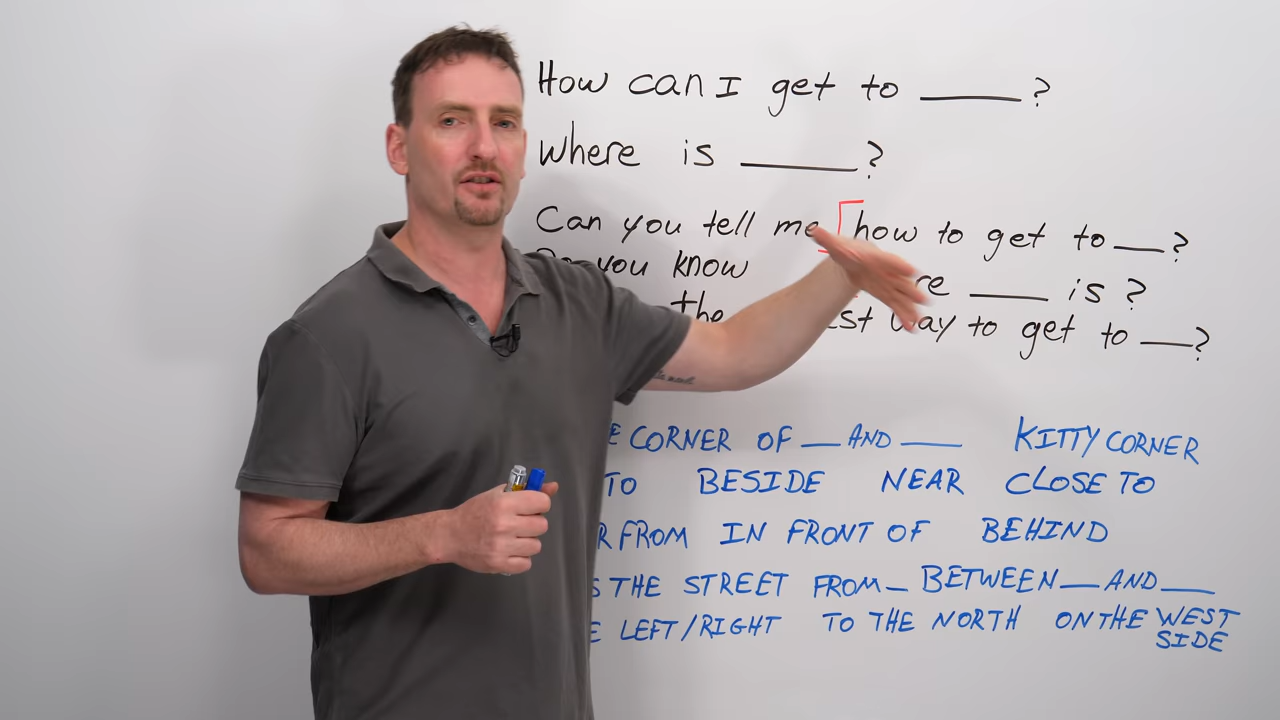 How can I get to _____?
Where is _____?
Can you tell me how to get to ___?
Do you know
____ is?
the
way to get to ___?
CORNER OF ___ AND ____ KITTY CORNER
TO BESIDE NEAR CLOSE TO
FROM IN FRONT OF BEHIND
THE STREET FROM _ BETWEEN ___ AND ___
LEFT/RIGHT TO THE NORTH ON THE WEST SIDE